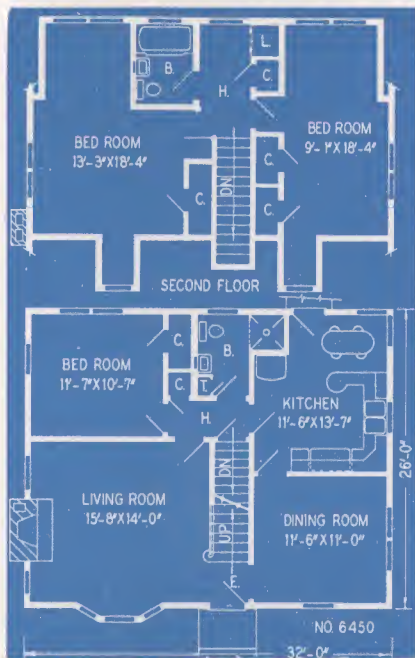 L.
B.
C.
H.
BED ROOM
13'-3"X18'-4"
BED ROOM
9'-1"X18'-4"
C.
C.
DN
C.
SECOND FLOOR
C.
B.
BED ROOM
11'-7"X10'-7"
C.
T.
KITCHEN
11'-6"X13'-7"
H.
26'-0"
DN
LIVING ROOM
15'-8"X14'-0"
UP
DINING ROOM
11'-6"X11'-0"
E.
NO. 6450
32'-0"